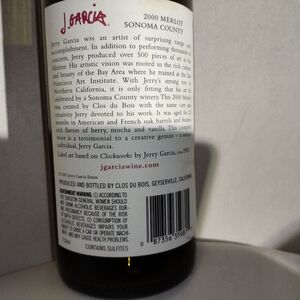 J. GARCIA
2000 MERLOT
SONOMA COUNTY
Jerry Garcia was an artist of surprising range and
accomplishment. In addition to performing thousands of
concerts, Jerry produced over 500 pieces of art in his
lifetime. His artistic vision was rooted in the rich culture
and beauty of the Bay Area where he trained at the San
Francisco Art Institute. With Jerry's strong ties to
Northern California, it is only fitting that his art be
celebrated by a Sonoma County winery. This 2000 Merlot
was created by Clos du Bois with the same care and
creativity Jerry devoted to his work. It was aged for 12
months in American and French oak barrels and has
rich flavors of berry, mocha and vanilla. This complex
wine is a testimonial to a creative genius - a unique
individual, Jerry Garcia.
Label art based on Clockworks by Jerry Garcia,
jgarciawine.com
Jerry Garcia Estate
PRODUCED AND BOTTLED BY CLOS DU BOIS, GEYSERVILLE, CALIFORNIA
GOVERNMENT WARNING: (1) ACCORDING TO
THE SURGEON GENERAL, WOMEN SHOULD
NOT DRINK ALCOHOLIC BEVERAGES DUR-
ING PREGNANCY BECAUSE OF THE RISK
OF BIRTH DEFECTS. (2) CONSUMPTION OF
ALCOHOLIC BEVERAGES IMPAIRS YOUR
ABILITY TO DRIVE A CAR OR OPERATE MACHI-
NERY, AND MAY CAUSE HEALTH PROBLEMS.
CONTAINS SULFITES